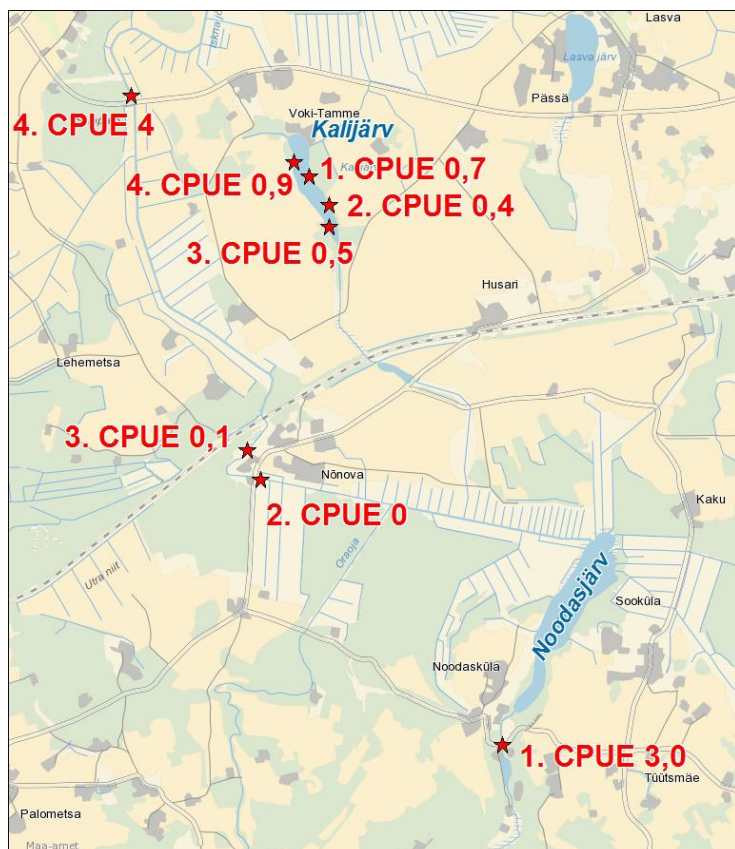 Lasva
Lasva järv
Pässä
4. CPUE 4
Voki-Tamme
Kalijärv
1. CPUE 0,7
4. CPUE 0,9
2. CPUE 0,4
3. CPUE 0,5
Husari
Lehemetsa
3. CPUE 0,1
Nõnova
2. CPUE 0
Kaku
Oraoja
Utra niit
Noodasjärv
Sooküla
Noodasküla
1. CPUE 3,0
Tüütsmäe
Palometsa
Maa-amet